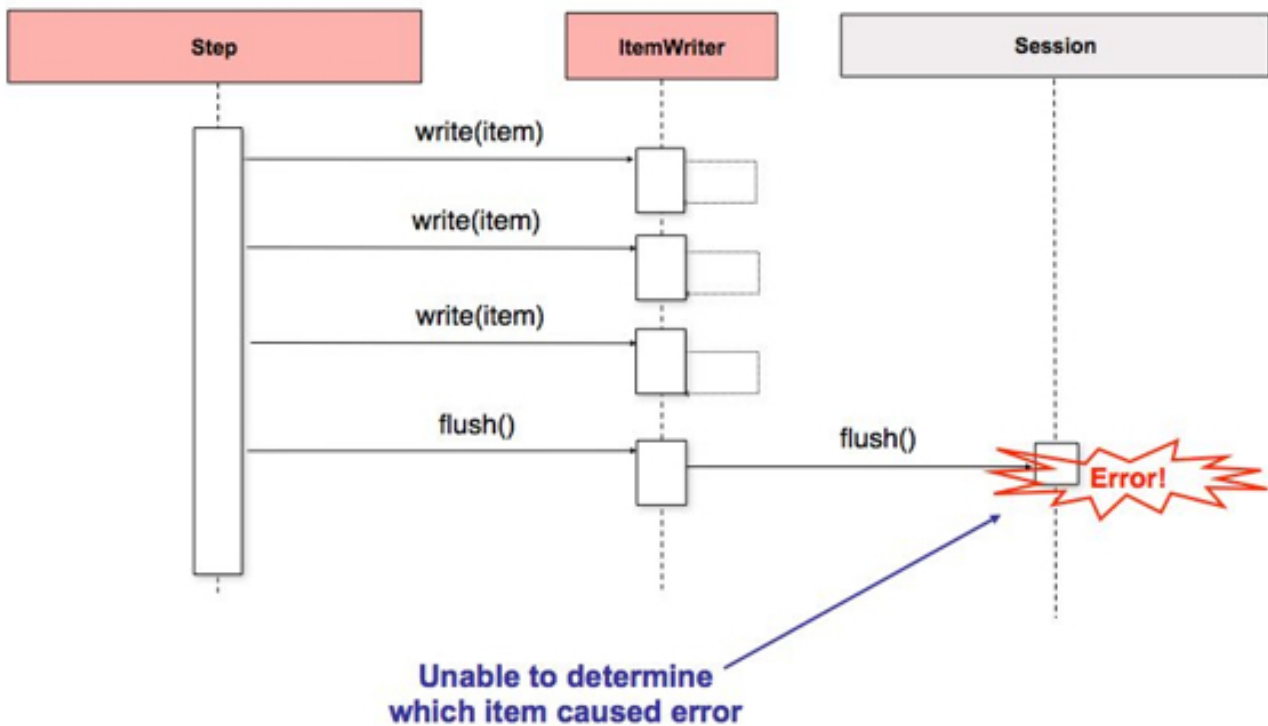 Step
ItemWriter
Session
write(item)
write(item)
write(item)
flush()
flush()
Error!
Unable to determine
which item caused error